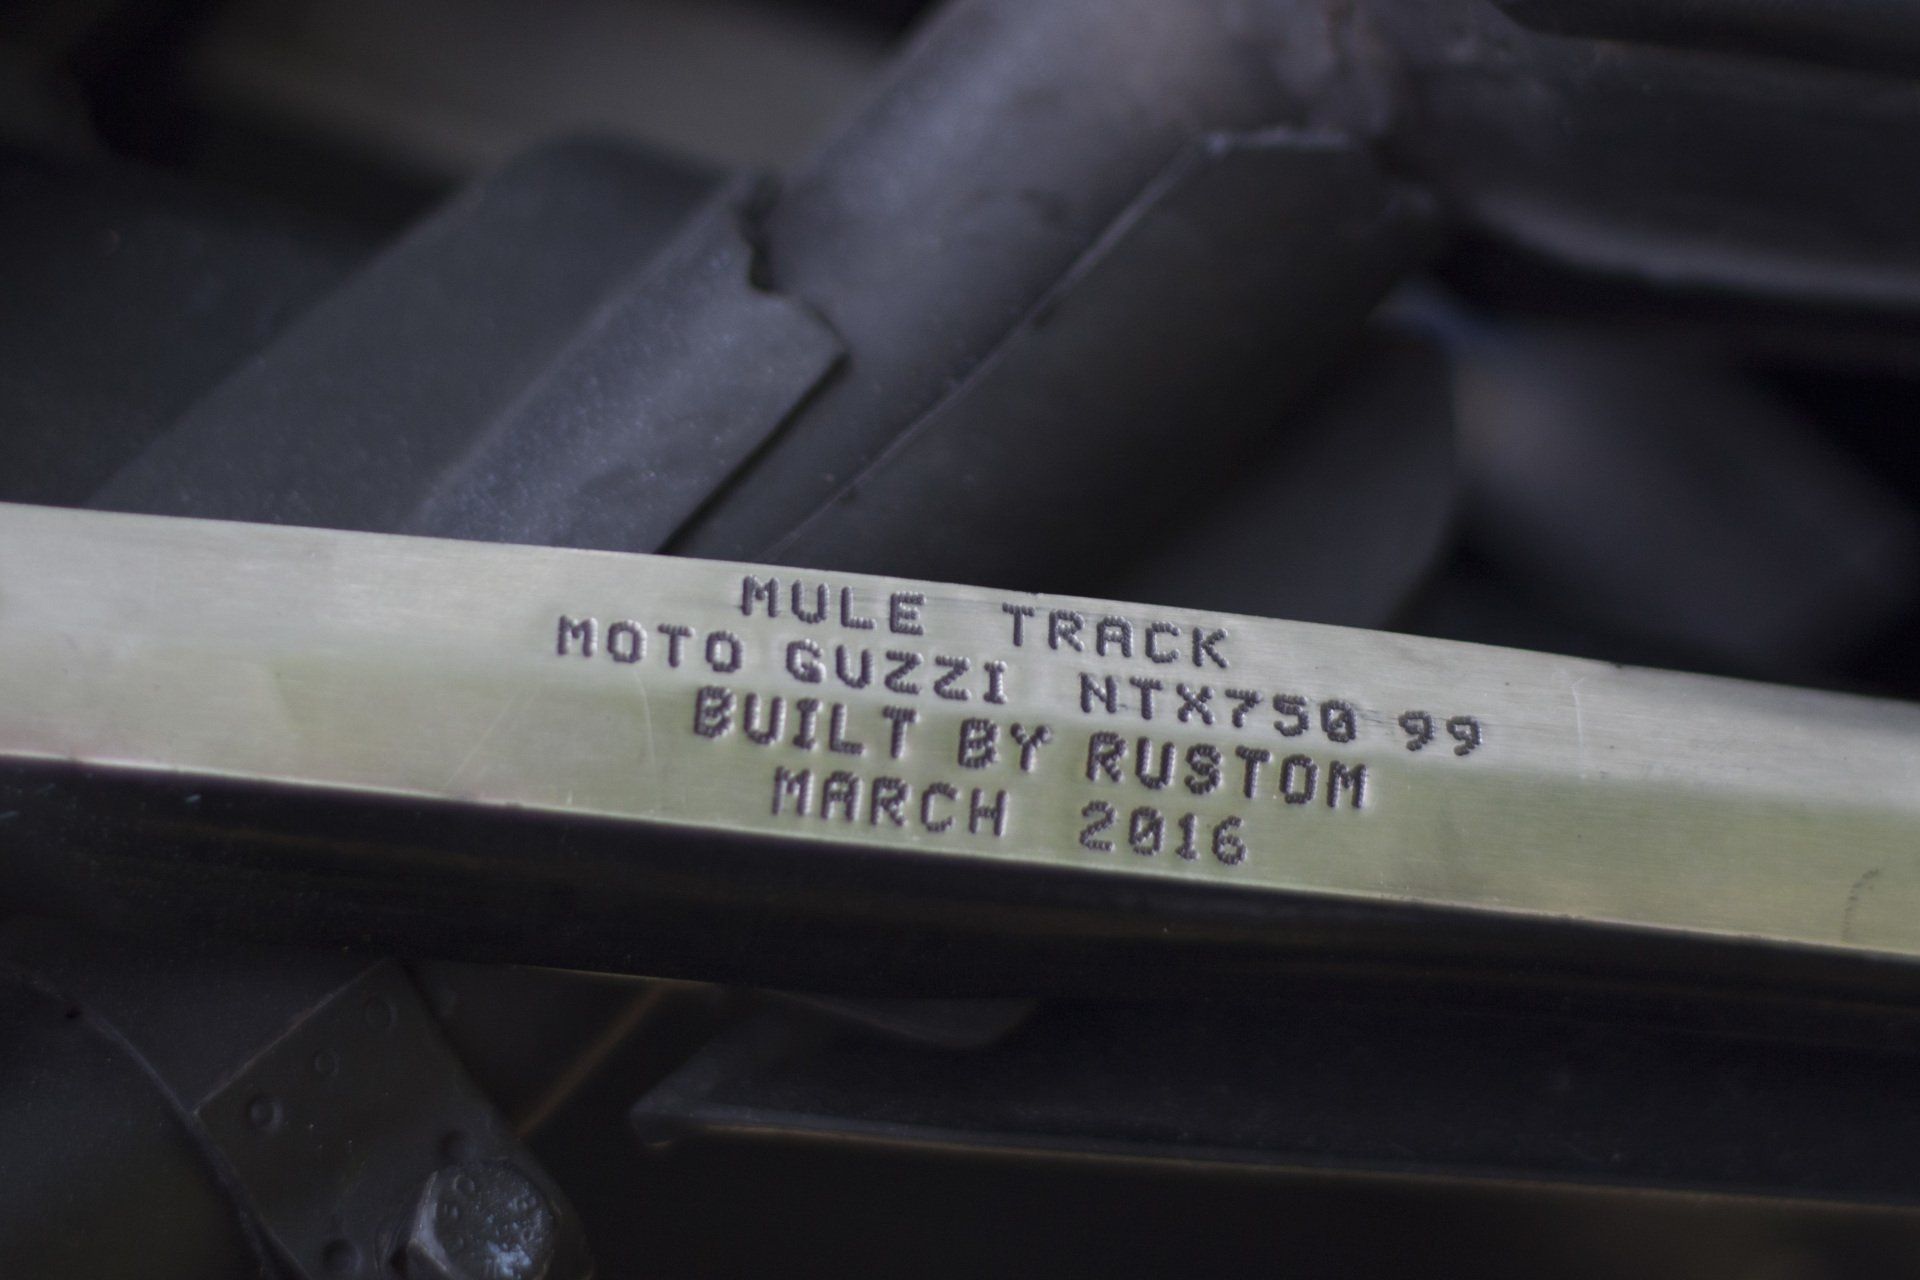 MULE TRACK
MOTO GUZZI NTX750 99
BUILT BY RUSTOM
MARCH 2016